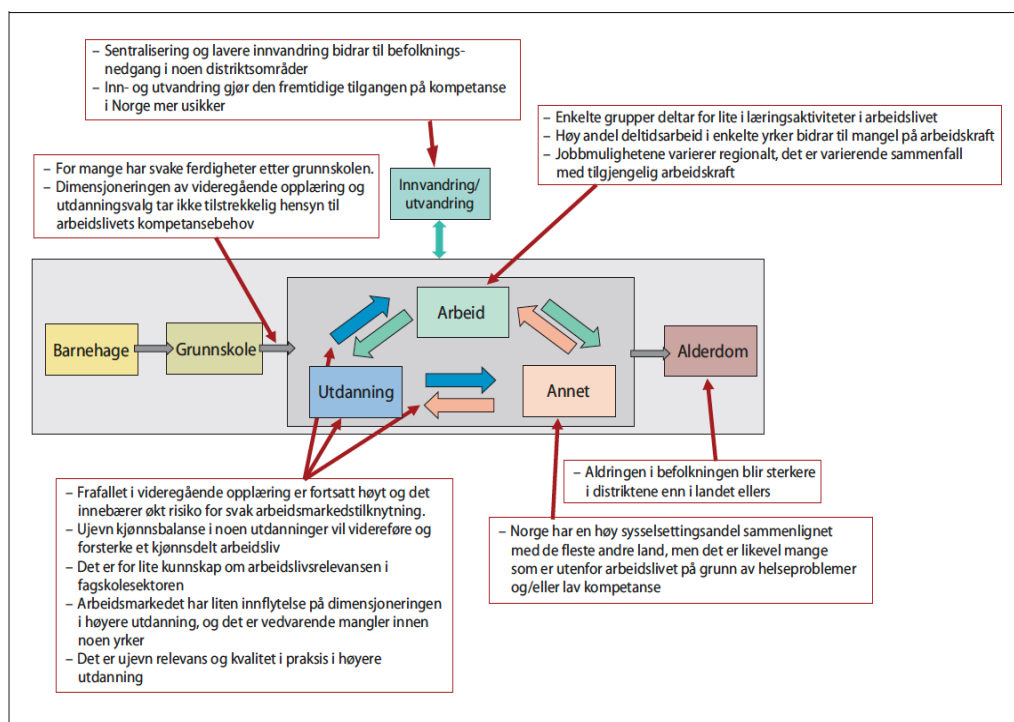 – Sentralisering og lavere innvandring bidrar til befolknings-
nedgang i noen distriktsområder
– Inn- og utvandring gjør den fremtidige tilgangen på kompetanse
i Norge mer usikker
– Enkelte grupper deltar for lite i læringsaktiviteter i arbeidslivet
– Høy andel deltidsarbeid i enkelte yrker bidrar til mangel på arbeidskraft
– Jobbmulighetene varierer regionalt, det er varierende sammenfall
med tilgjengelig arbeidskraft
– For mange har svake ferdigheter etter grunnskolen.
– Dimensjoneringen av videregående opplæring og
utdanningsvalg tar ikke tilstrekkelig hensyn til
arbeidslivets kompetansebehov
Innvandring/
utvandring
Arbeid
Barnehage
Grunnskole
Alderdom
Utdanning
Annet
– Aldringen i befolkningen blir sterkere
i distriktene enn i landet ellers
– Frafallet i videregående opplæring er fortsatt høyt og det
innebærer økt risiko for svak arbeidsmarkedstilknytning.
– Ujevn kjønnsbalanse i noen utdanninger vil videreføre og
forsterke et kjønnsdelt arbeidsliv
– Det er for lite kunnskap om arbeidslivsrelevansen i
fagskolesektoren
– Arbeidsmarkedet har liten innflytelse på dimensjoneringen
i høyere utdanning, og det er vedvarende mangler innen
noen yrker
– Det er ujevn relevans og kvalitet i praksis i høyere
utdanning
– Norge har en høy sysselsettingsandel sammenlignet
med de fleste andre land, men det er likevel mange
som er utenfor arbeidslivet på grunn av helseproblemer
og/eller lav kompetanse